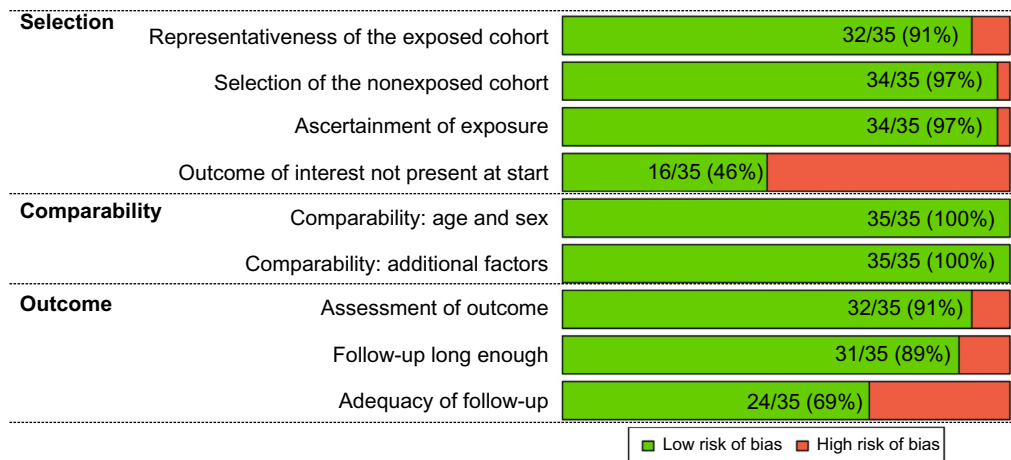 Selection
Representativeness of the exposed cohort 32/35 (91%)
Selection of the nonexposed cohort 34/35 (97%)
Ascertainment of exposure 34/35 (97%)
Outcome of interest not present at start 16/35 (46%)
Comparability
Comparability: age and sex 35/35 (100%)
Comparability: additional factors 35/35 (100%)
Outcome
Assessment of outcome 32/35 (91%)
Follow-up long enough 31/35 (89%)
Adequacy of follow-up 24/35 (69%)
Low risk of bias High risk of bias